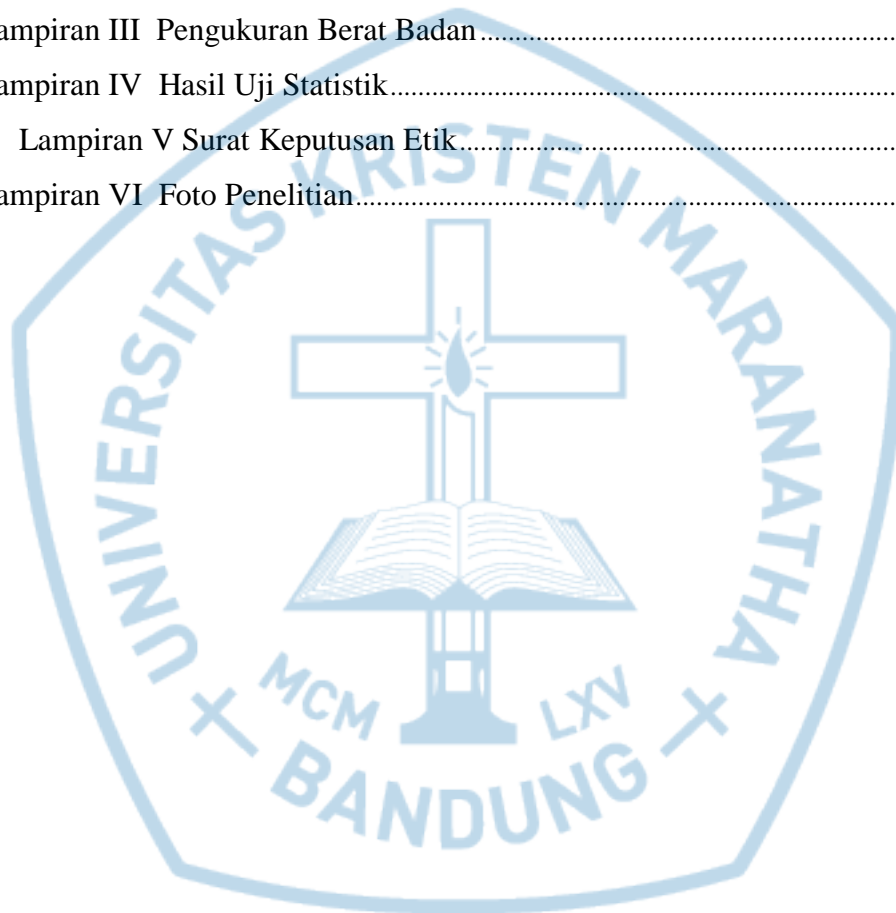 ampiran III  Pengukuran Berat Badan........................................................
ampiran IV  Hasil Uji Statistik....................................................................
Lampiran V Surat Keputusan Etik...........................................................
ampiran VI  Foto Penelitian........................................................................
UNIVERSITAS KRISTEN MARANATHA
MCM LXV
BANDUNG